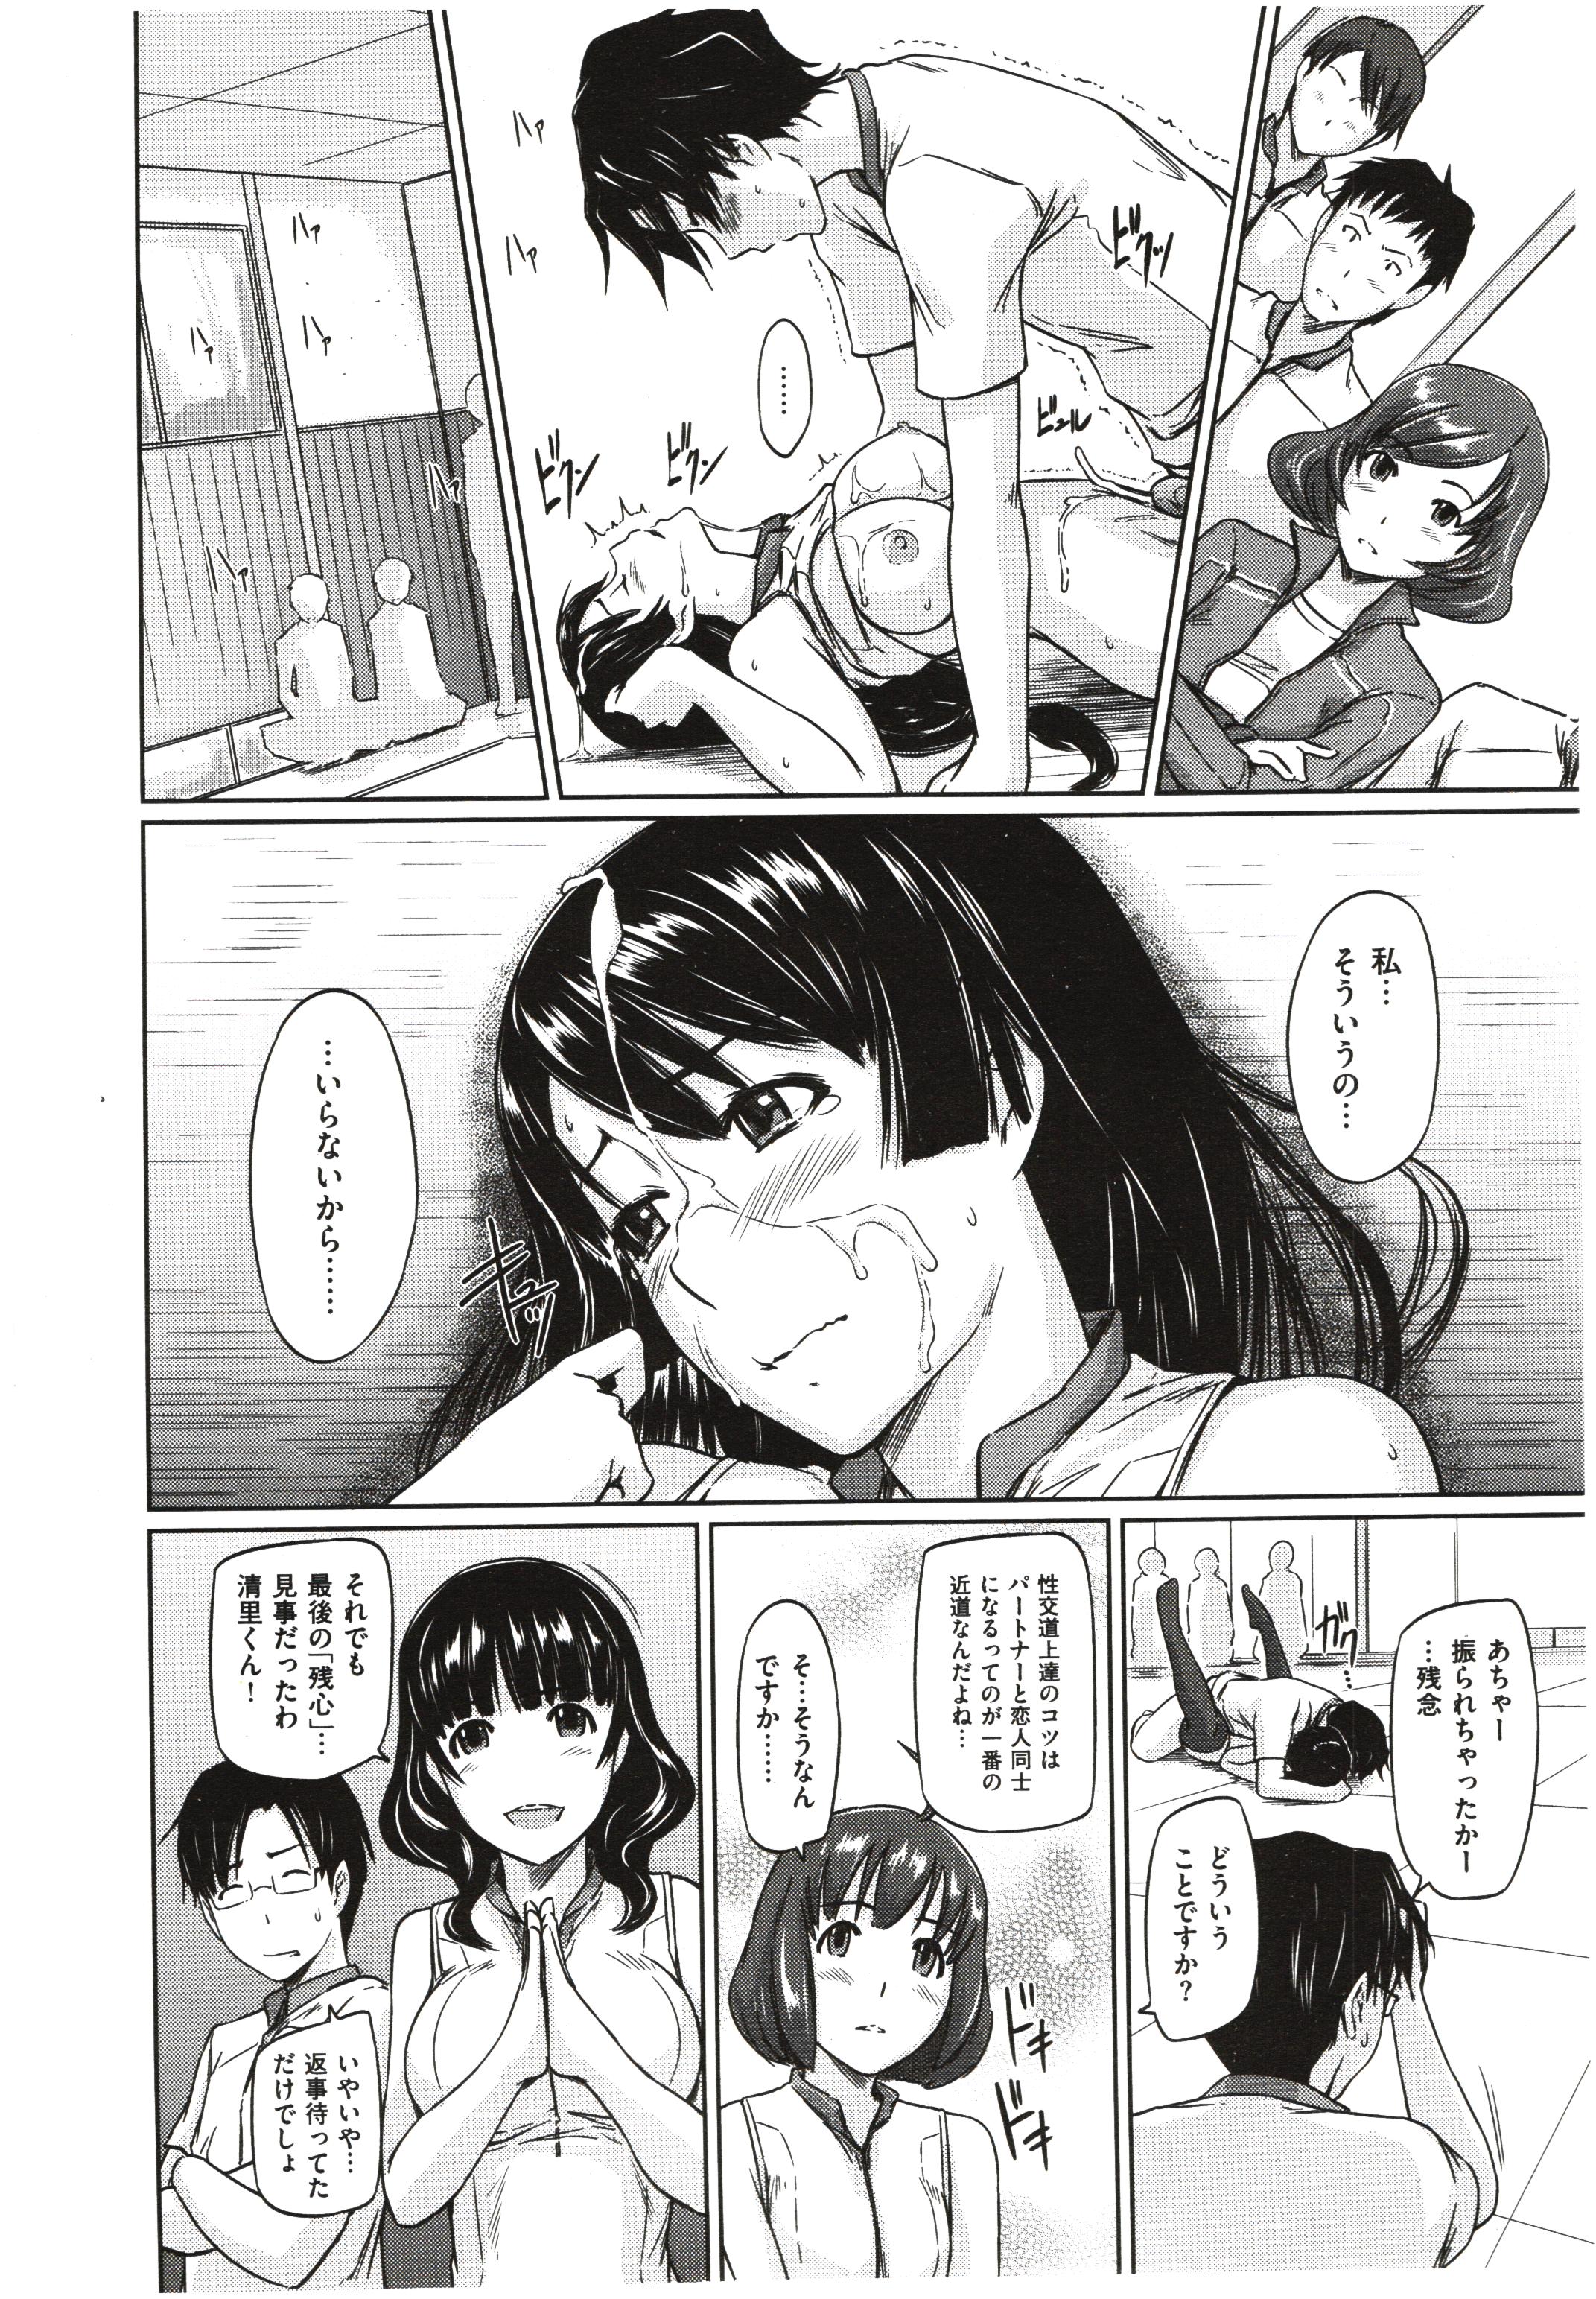 ビクッ
ビュル
……
ハァ
ハァ
ビクン
ビクン
ハァ
ハァ
ハァ
ハァ
ハァ
私…
そういうの…
…いらないから……
キュッ
あちゃー
振られちゃったかー
…残念
ガクッ…
どういう
ことですか？
性交道上達のコツは
パートナーと恋人同士
になるってのが一番の
近道なんだよね…
そ…そうなん
ですか……
ドキ
ドキ
それでも
最後の「残心」…
見事だったわ
清里くん！
いやいや…
返事待ってた
だけでしょ